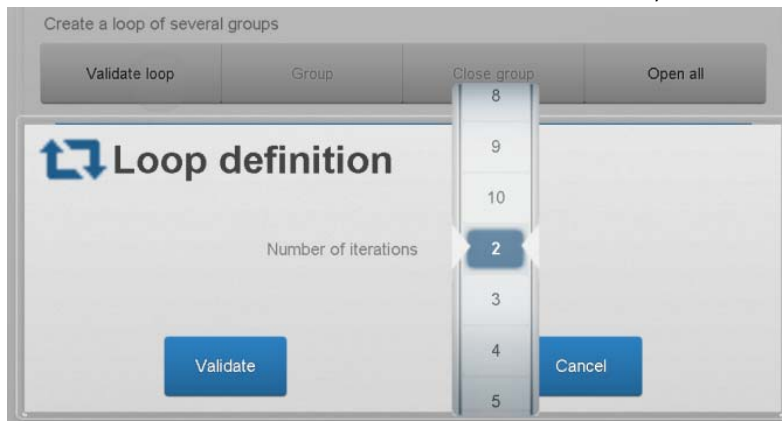 Create a loop of several groups
Validate loop
Group
Close group
Open all
Loop definition
Number of iterations
8
9
10
2
3
4
5
Validate
Cancel